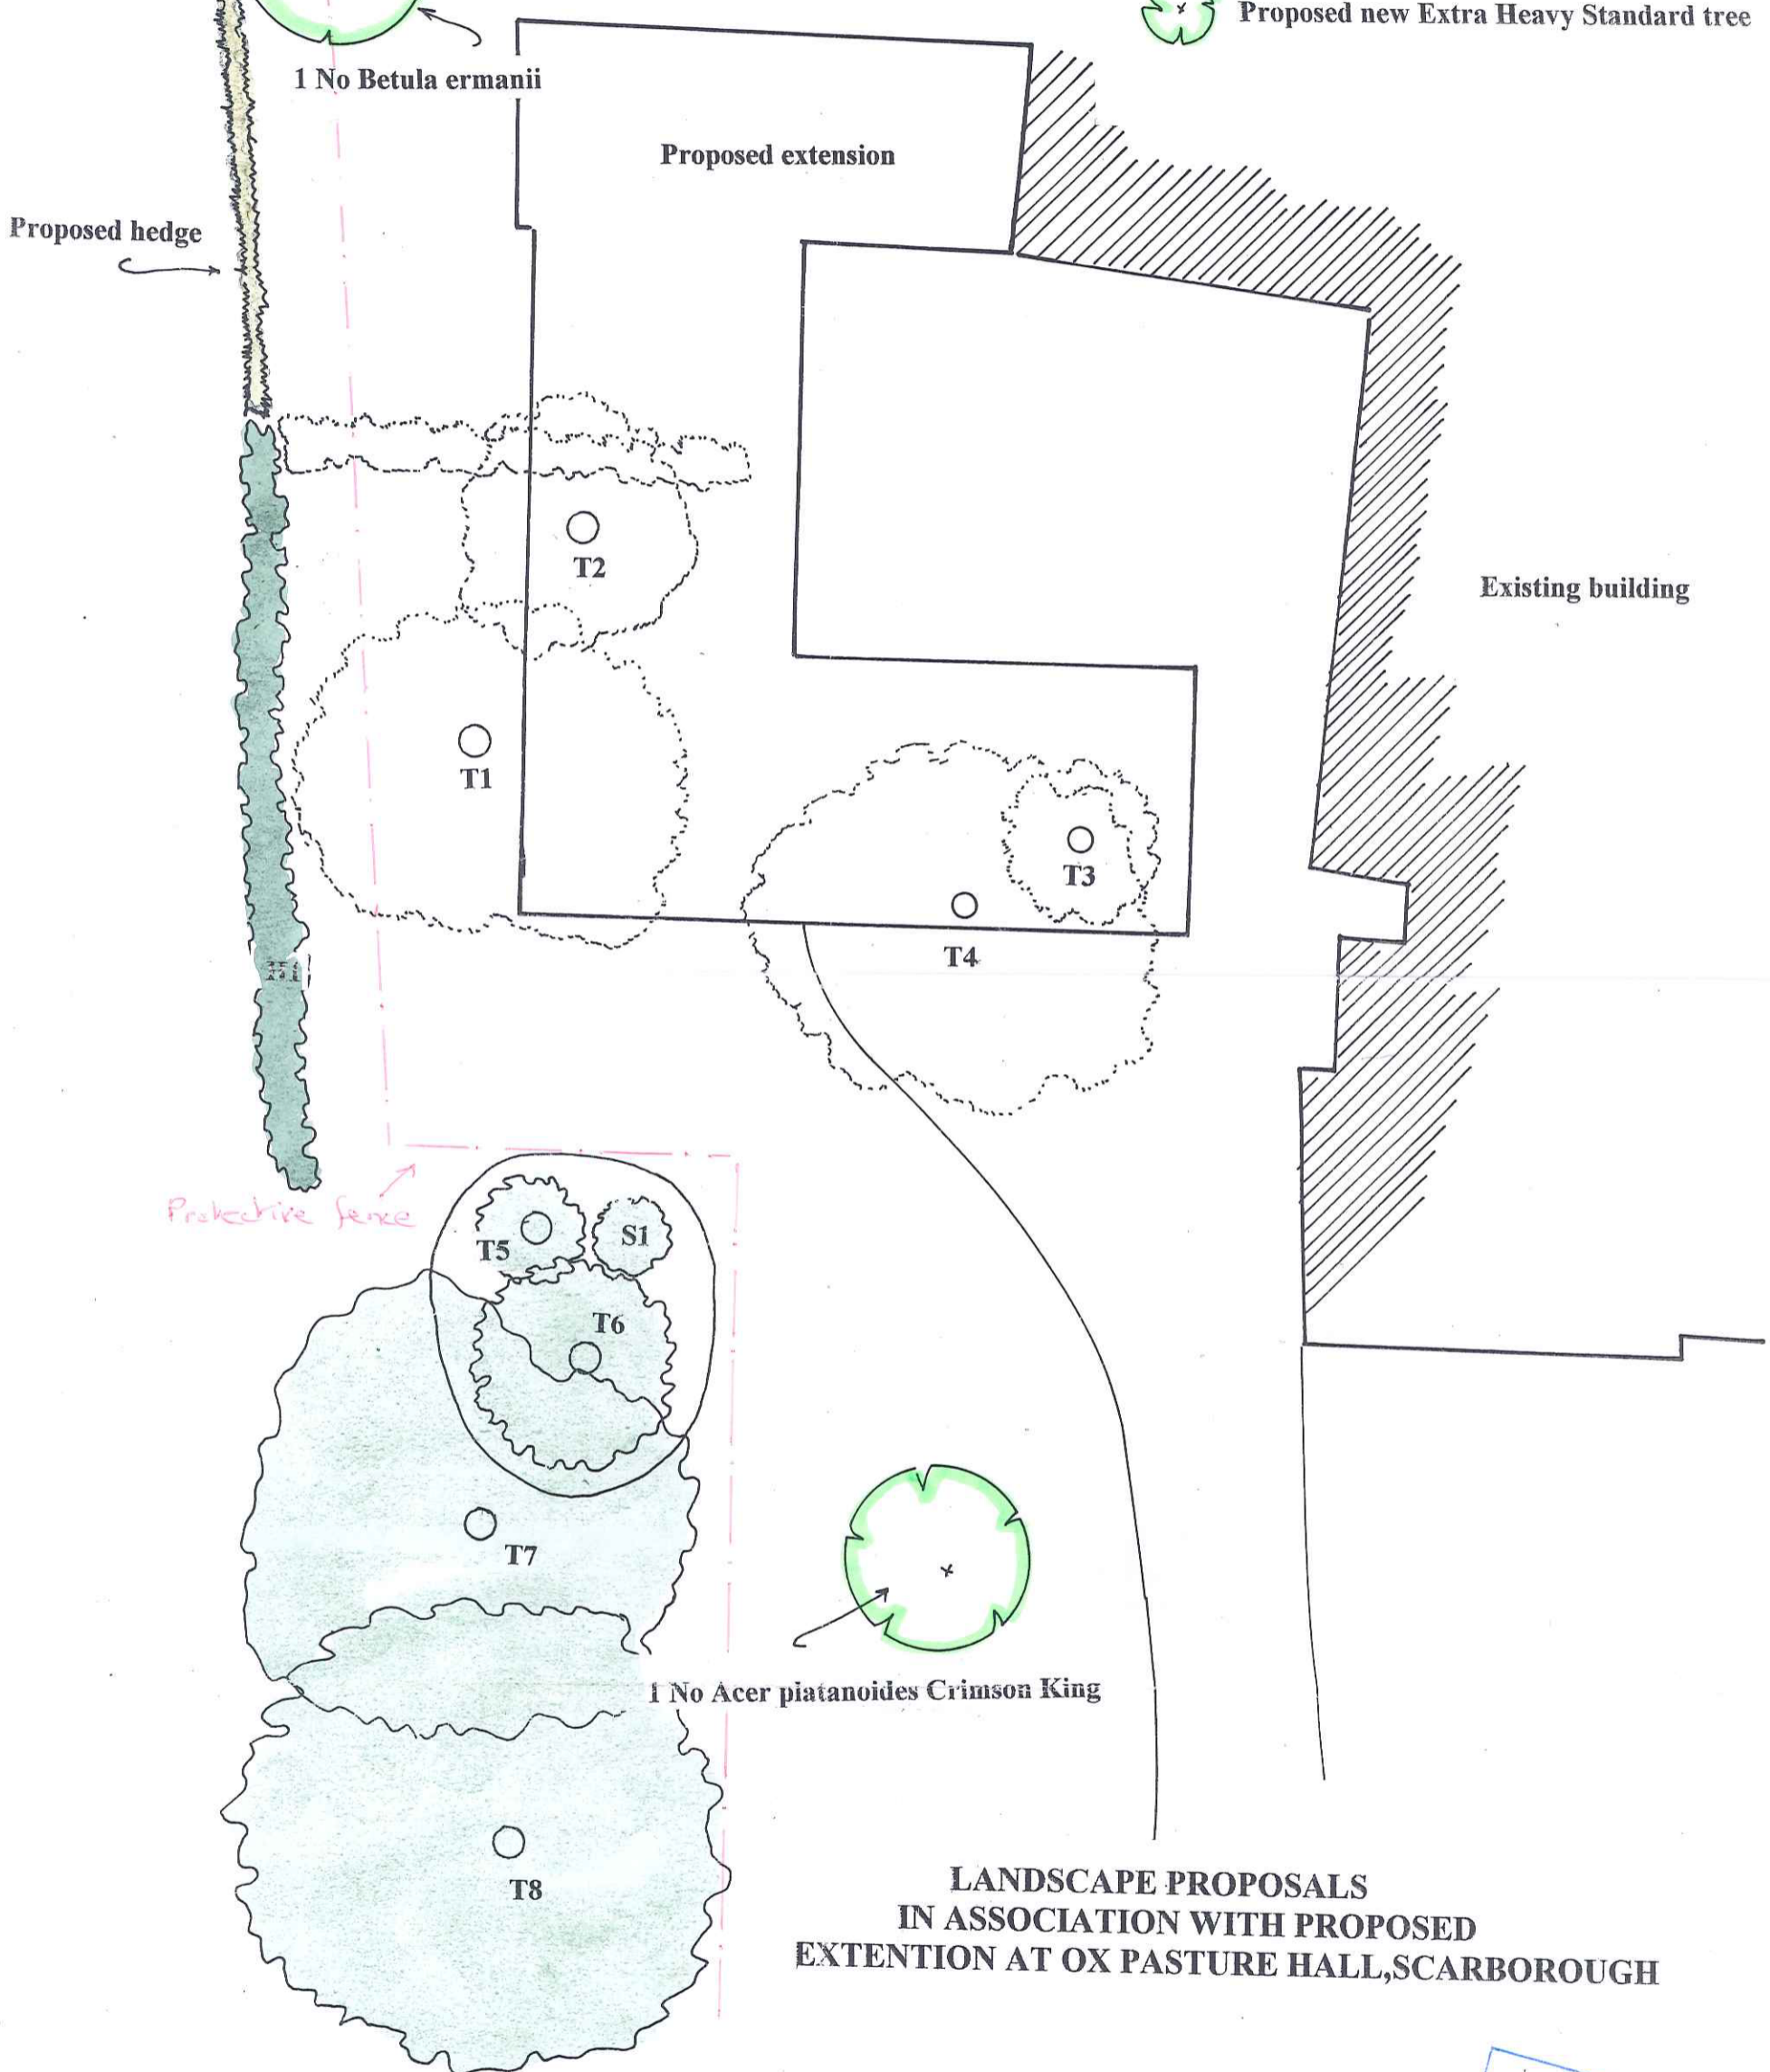 Proposed new Extra Heavy Standard tree
1 No Betula ermanii
Proposed extension
Proposed hedge
T2
Existing building
T1
T3
T4
H1
Protective fence
T5
S1
T6
T7
1 No Acer platanoides Crimson King
T8
LANDSCAPE PROPOSALS
IN ASSOCIATION WITH PROPOSED
EXTENTION AT OX PASTURE HALL,SCARBOROUGH